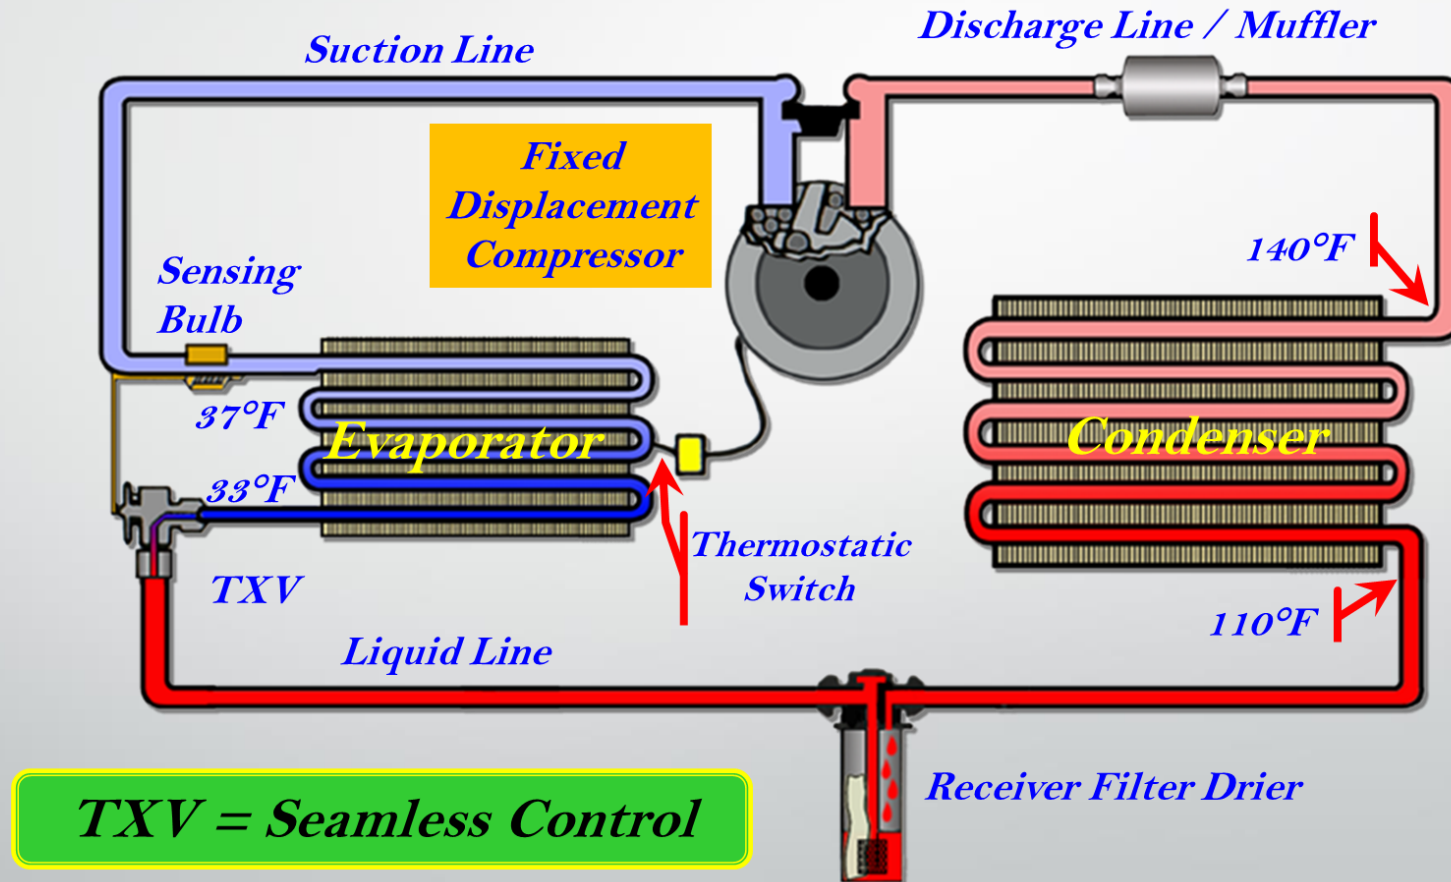 Discharge Line / Muffler
Suction Line
Fixed
Displacement
Compressor
140°F
Sensing
Bulb
37°F
Evaporator
Condenser
33°F
Thermostatic
Switch
TXV
110°F
Liquid Line
Receiver Filter Drier
TXV = Seamless Control